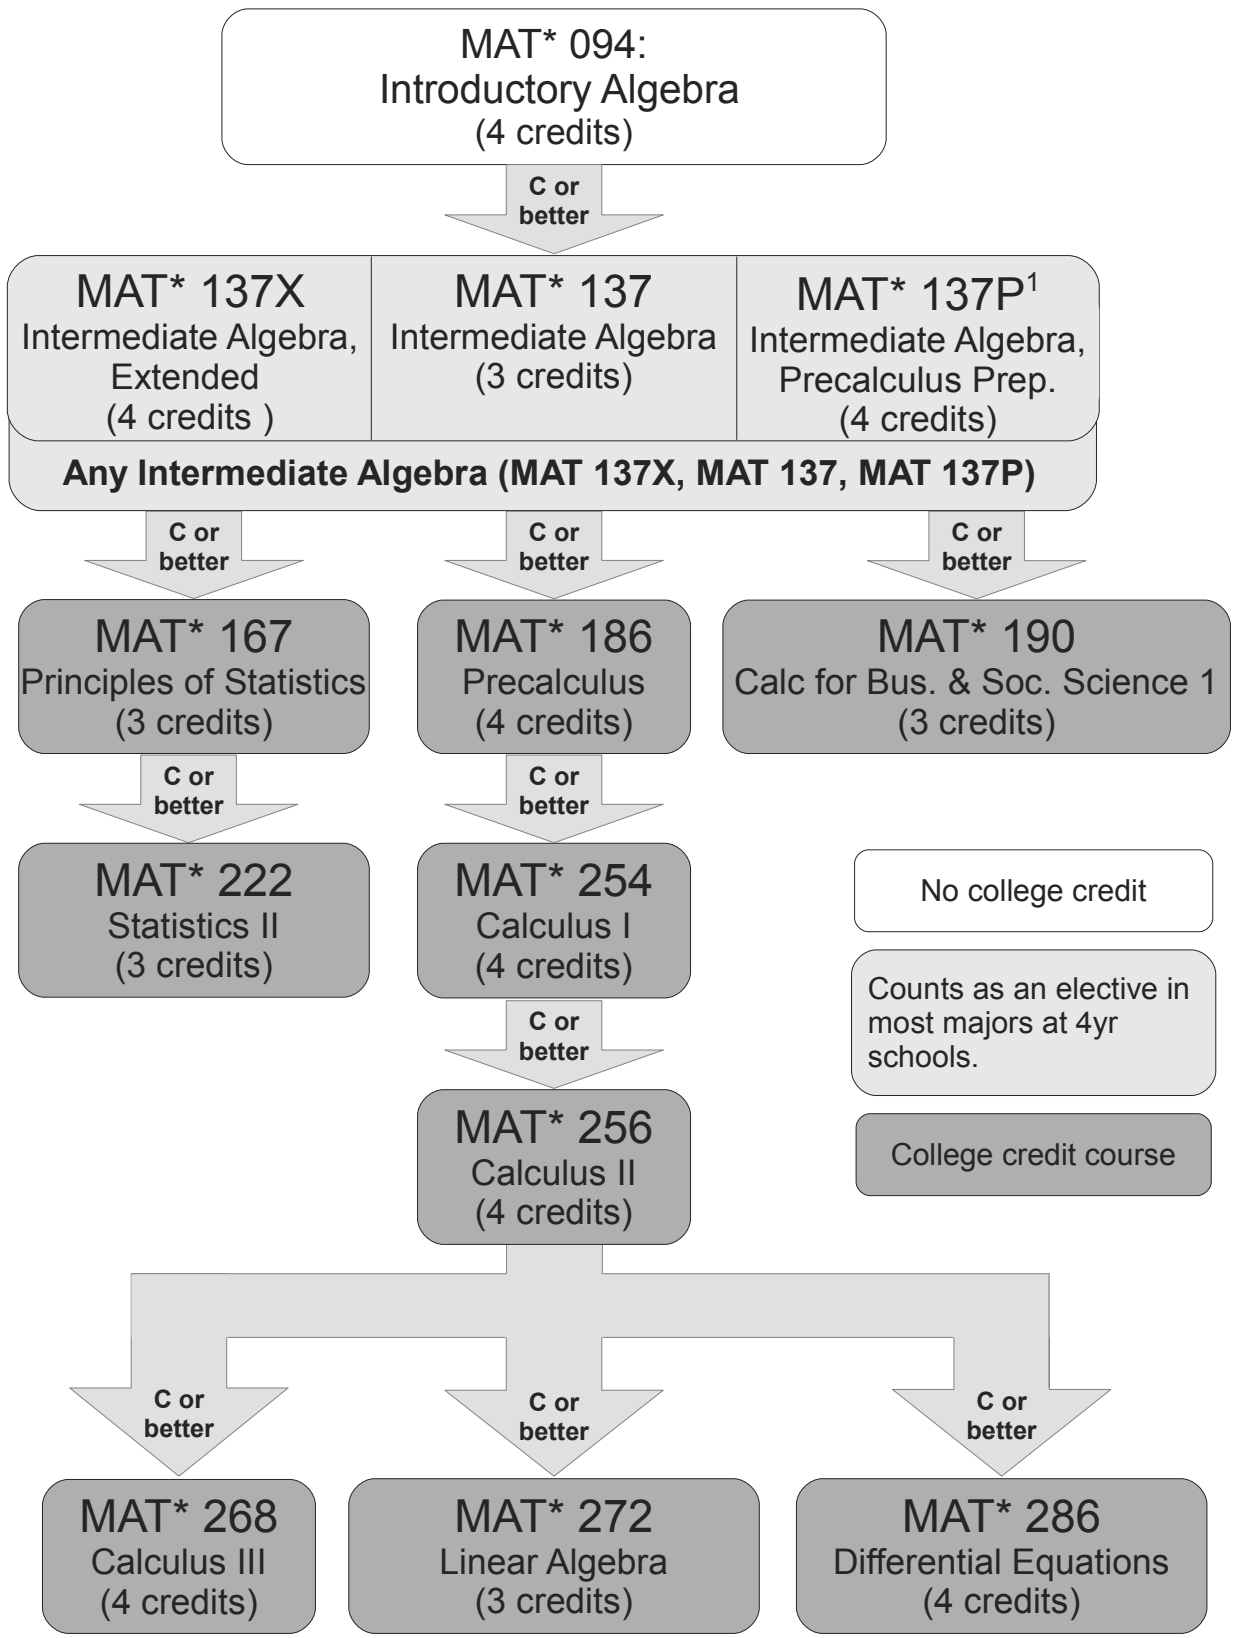 MAT* 094:
Introductory Algebra
(4 credits)
C or
better
MAT* 137X
Intermediate Algebra,
Extended
(4 credits )
MAT* 137
Intermediate Algebra
(3 credits)
MAT* 137P¹
Intermediate Algebra,
Precalculus Prep.
(4 credits)
Any Intermediate Algebra (MAT 137X, MAT 137, MAT 137P)
C or
better
C or
better
C or
better
MAT* 167
Principles of Statistics
(3 credits)
MAT* 186
Precalculus
(4 credits)
MAT* 190
Calc for Bus. & Soc. Science 1
(3 credits)
C or
better
C or
better
MAT* 222
Statistics II
(3 credits)
MAT* 254
Calculus I
(4 credits)
No college credit
Counts as an elective in
most majors at 4yr
schools.
College credit course
C or
better
MAT* 256
Calculus II
(4 credits)
C or
better
C or
better
C or
better
MAT* 268
Calculus III
(4 credits)
MAT* 272
Linear Algebra
(3 credits)
MAT* 286
Differential Equations
(4 credits)